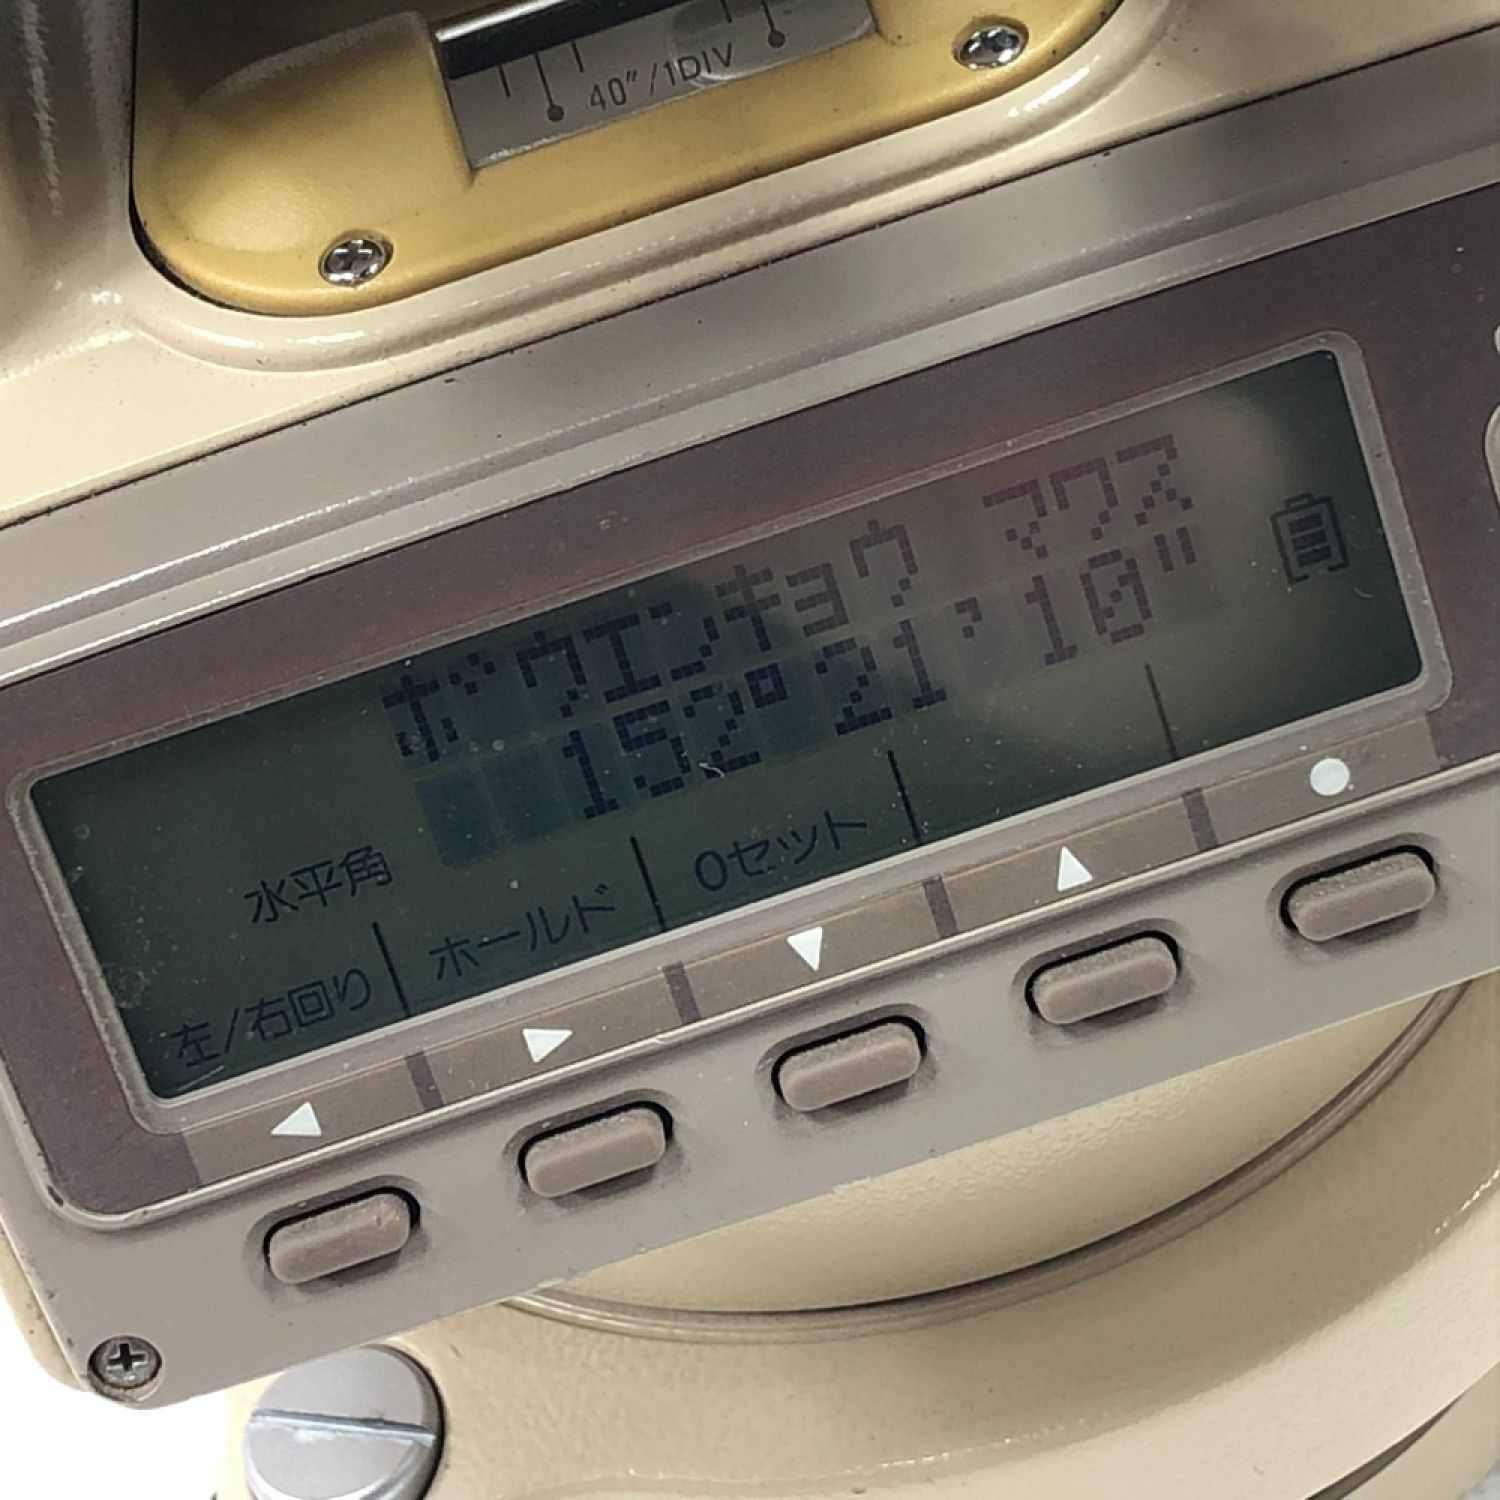 40"/1DIV
ボウエンキョウ マワス
水平角 152°21'10"
左/右回り ホールド 0セット
◀ ▶ ▼ ▲ ●